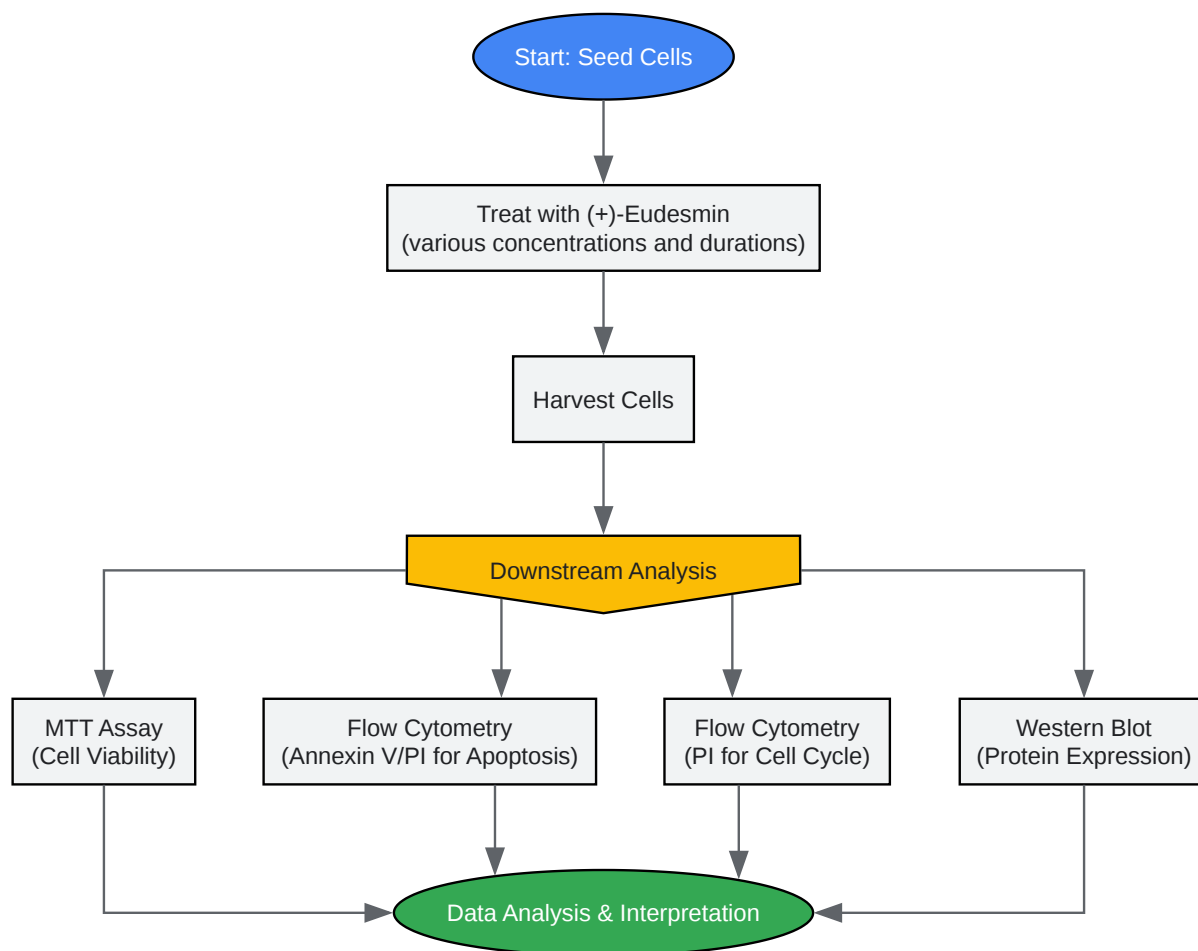 Start: Seed Cells
Treat with (+)-Eudesmin
(various concentrations and durations)
Harvest Cells
Downstream Analysis
MTT Assay
(Cell Viability)
Flow Cytometry
(Annexin V/PI for Apoptosis)
Flow Cytometry
(PI for Cell Cycle)
Western Blot
(Protein Expression)
Data Analysis & Interpretation